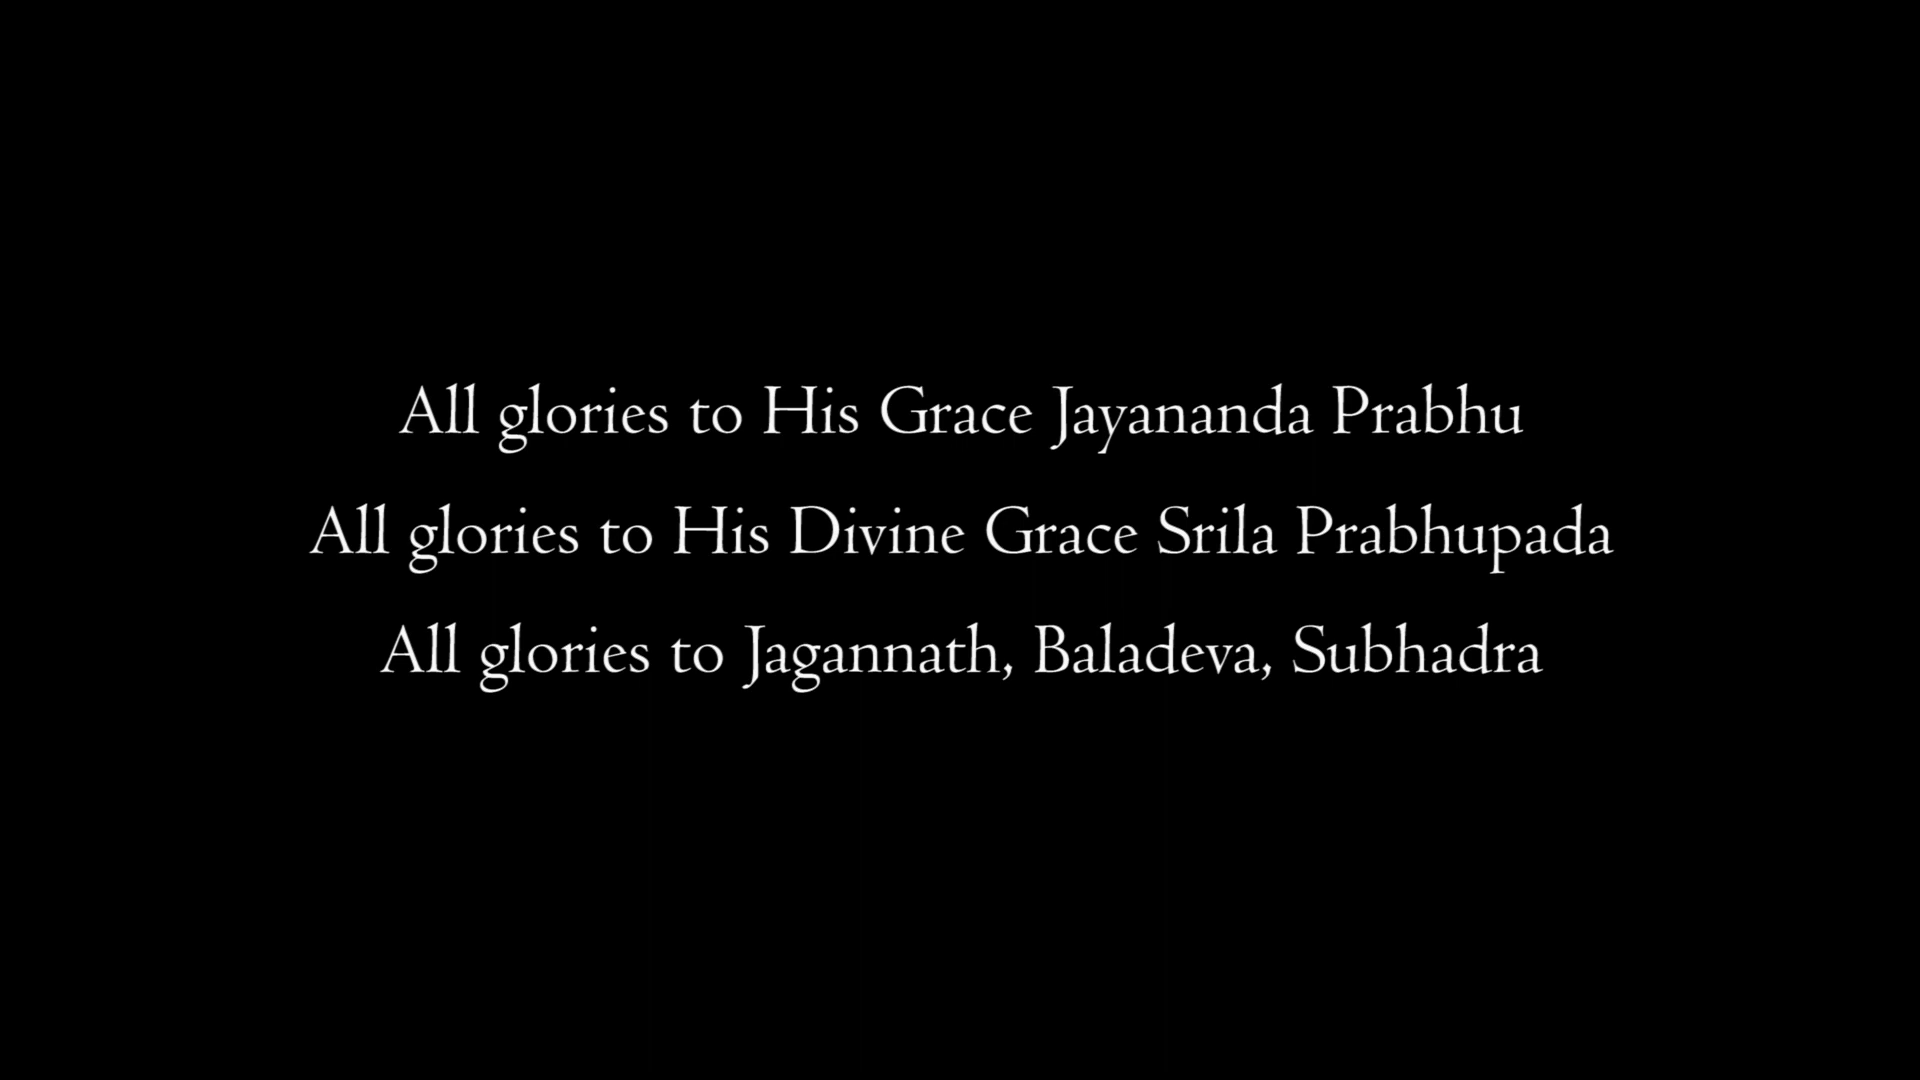 All glories to His Grace Jayananda Prabhu
All glories to His Divine Grace Srila Prabhupada
All glories to Jagannath, Baladeva, Subhadra